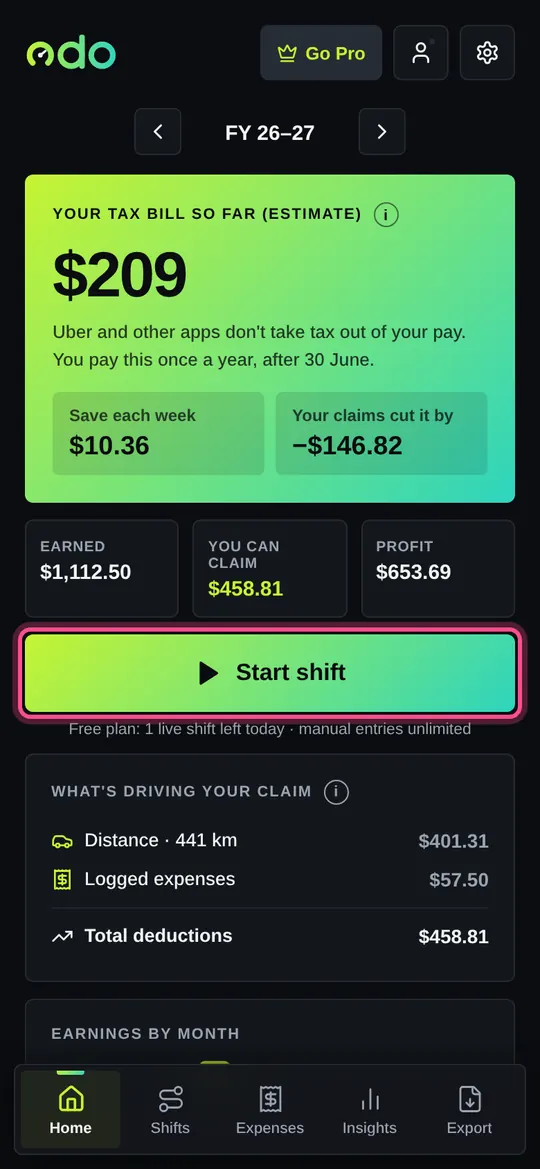 odo
Go Pro
FY 26–27
YOUR TAX BILL SO FAR (ESTIMATE)
$209
Uber and other apps don't take tax out of your pay.
You pay this once a year, after 30 June.
Save each week
$10.36
Your claims cut it by
−$146.82
EARNED
$1,112.50
YOU CAN
CLAIM
$458.81
PROFIT
$653.69
Start shift
Free plan: 1 live shift left today · manual entries unlimited
WHAT'S DRIVING YOUR CLAIM
Distance · 441 km
$401.31
Logged expenses
$57.50
Total deductions
$458.81
EARNINGS BY MONTH
Home
Shifts
Expenses
Insights
Export